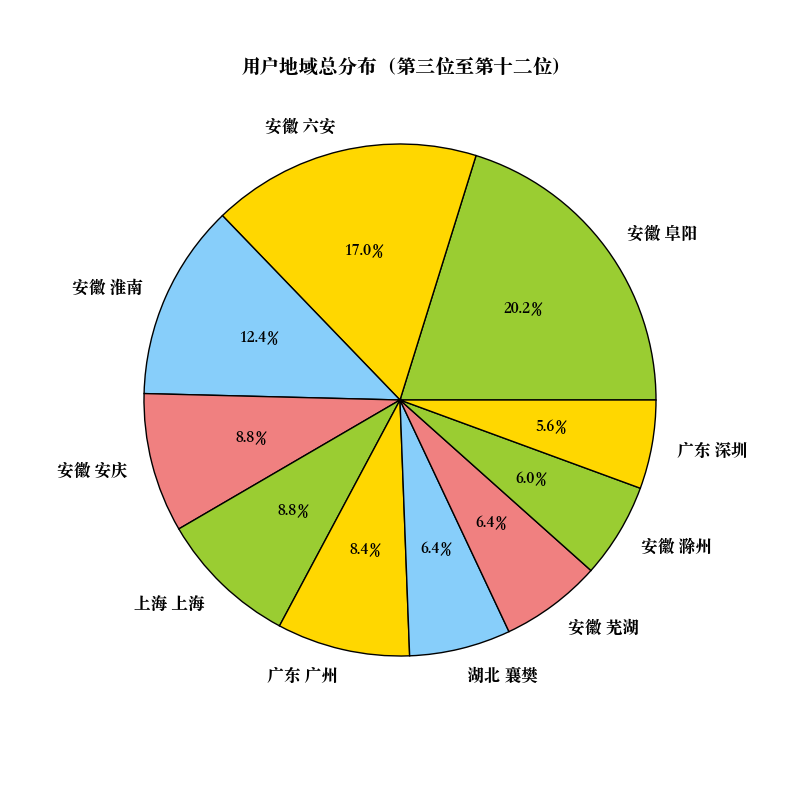 用户地域总分布（第三位至第十二位）
安徽 六安
17.0%
安徽 阜阳
20.2%
安徽 淮南
12.4%
安徽 安庆
8.8%
上海 上海
8.8%
广东 广州
8.4%
湖北 襄樊
6.4%
安徽 芜湖
6.4%
安徽 滁州
6.0%
广东 深圳
5.6%